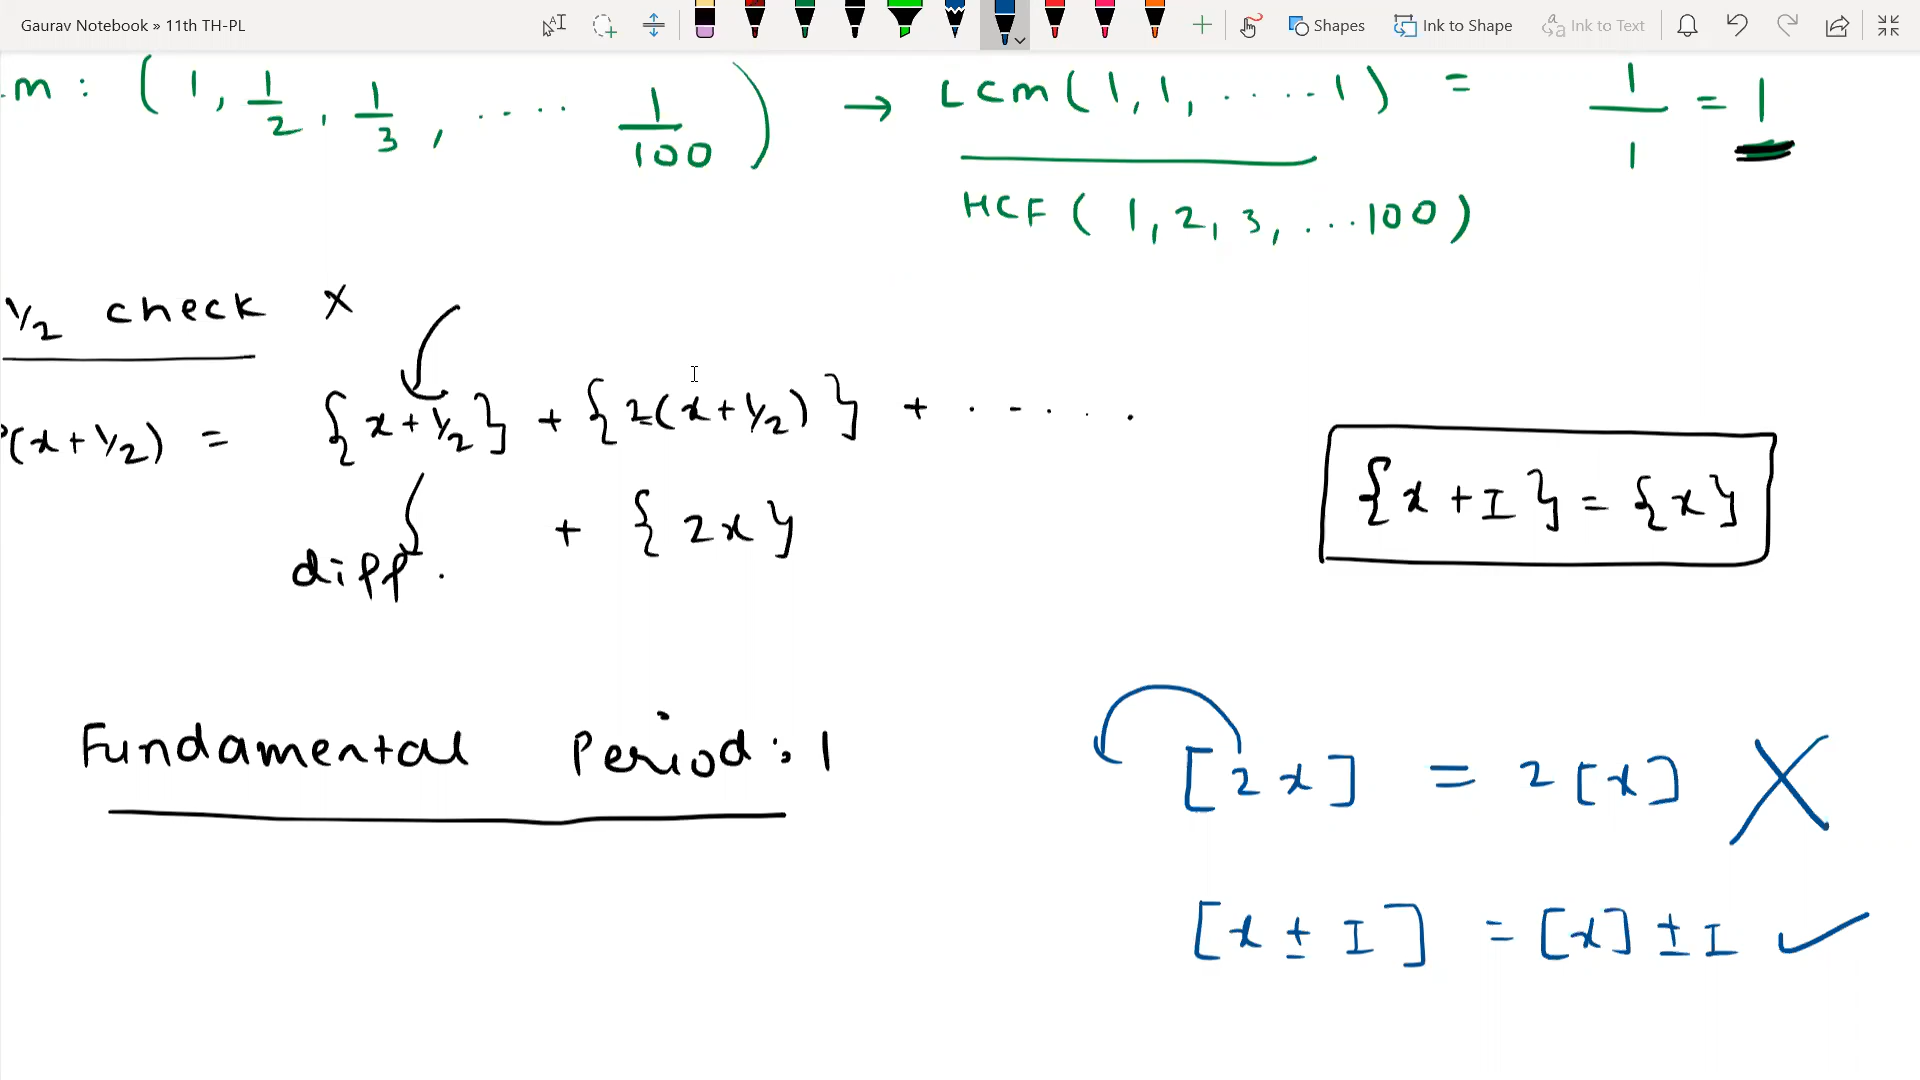 Gaurav Notebook » 11th TH-PL
Shapes
Ink to Shape
Ink to Text
m : ( 1, 1/2, 1/3, .... 1/100 ) → LCM ( 1, 1, ..... 1 ) / HCF ( 1, 2, 3, ... 100 ) = 1/1 = 1
1/2 check X
(x + 1/2) = {x + 1/2} + {2(x + 1/2)} + . - . . .
{x + I} = {x}
diff. + {2x}
Fundamental Period : 1
[2x] = 2[x] X
[x ± I] = [x] ± I ✓